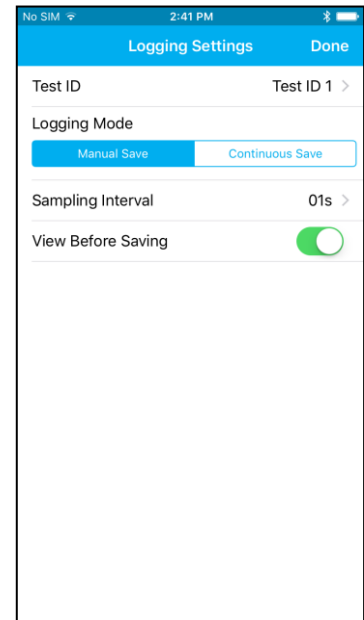 No SIM 2:41 PM
Logging Settings Done
Test ID Test ID 1 >
Logging Mode
Manual Save Continuous Save
Sampling Interval 01s >
View Before Saving